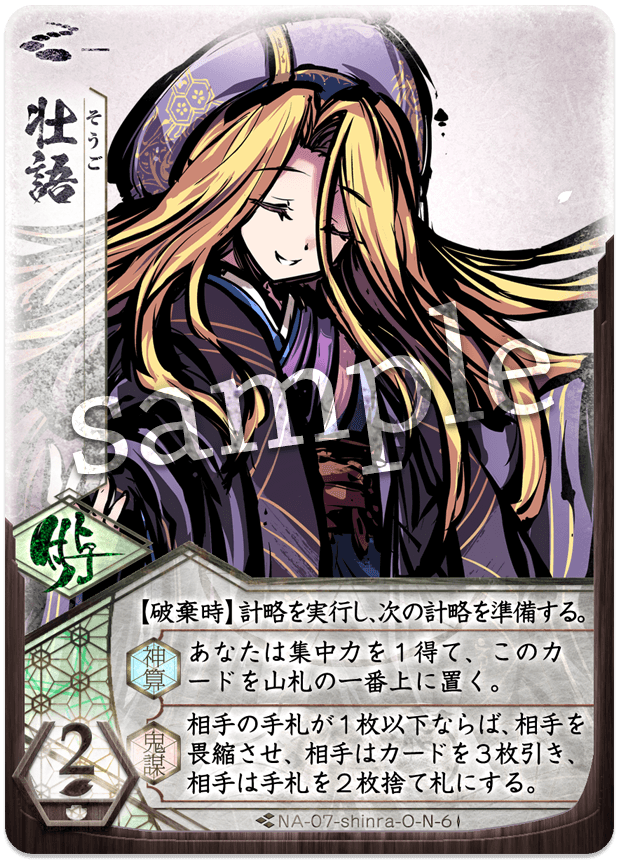 壮語
そうご
sample
付与
【破棄時】計略を実行し、次の計略を準備する。
神算
あなたは集中力を1得て、このカ
ードを山札の一番上に置く。
鬼謀
相手の手札が1枚以下ならば、相手を
畏縮させ、相手はカードを3枚引き、
相手は手札を2枚捨て札にする。
2
NA-07-shinra-O-N-6